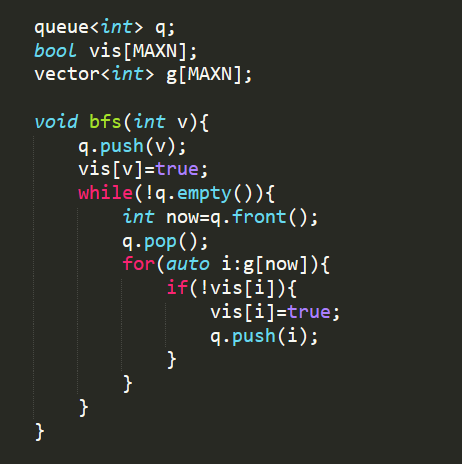 queue<int> q;
bool vis[MAXN];
vector<int> g[MAXN];

void bfs(int v){
    q.push(v);
    vis[v]=true;
    while(!q.empty()){
        int now=q.front();
        q.pop();
        for(auto i:g[now]){
            if(!vis[i]){
                vis[i]=true;
                q.push(i);
            }
        }
    }
}